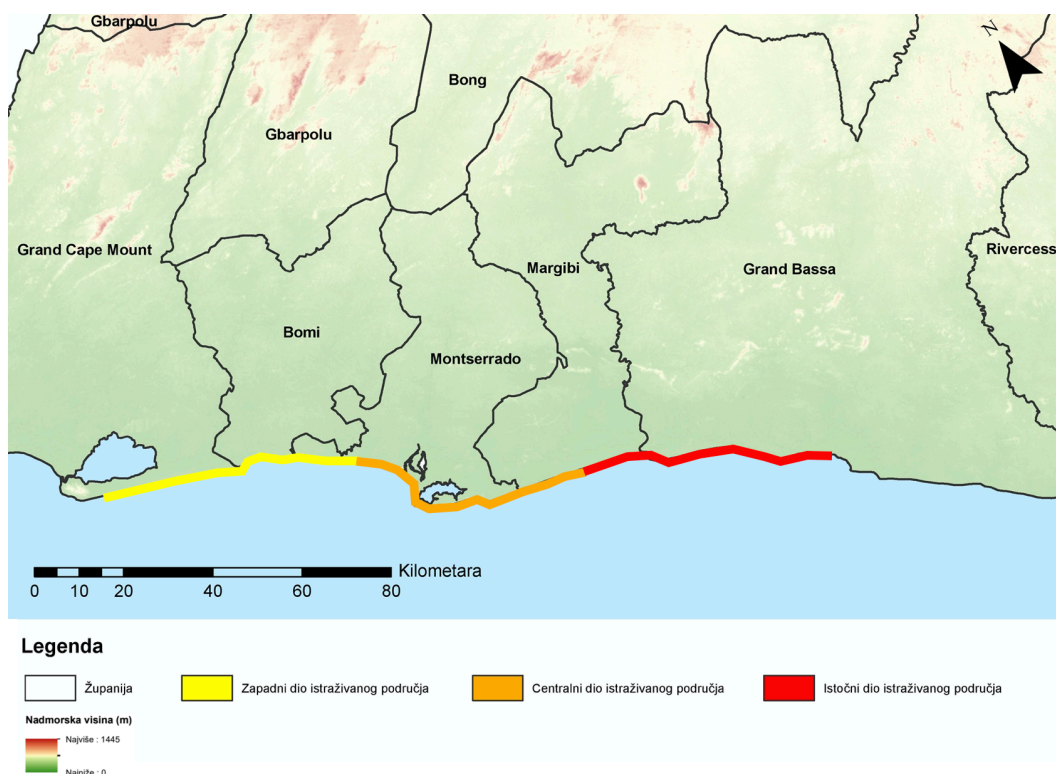 Gbarpolu
N
Bong
Gbarpolu
Grand Cape Mount
Margibi
Grand Bassa
Rivercess
Bomi
Montserrado
Kilometara
0 10 20 40 60 80
Legenda
Županija
Zapadni dio istraživanog područja
Centralni dio istraživanog područja
Istočni dio istraživanog područja
Nadmorska visina (m)
Najviše : 1445
Najniže : 0